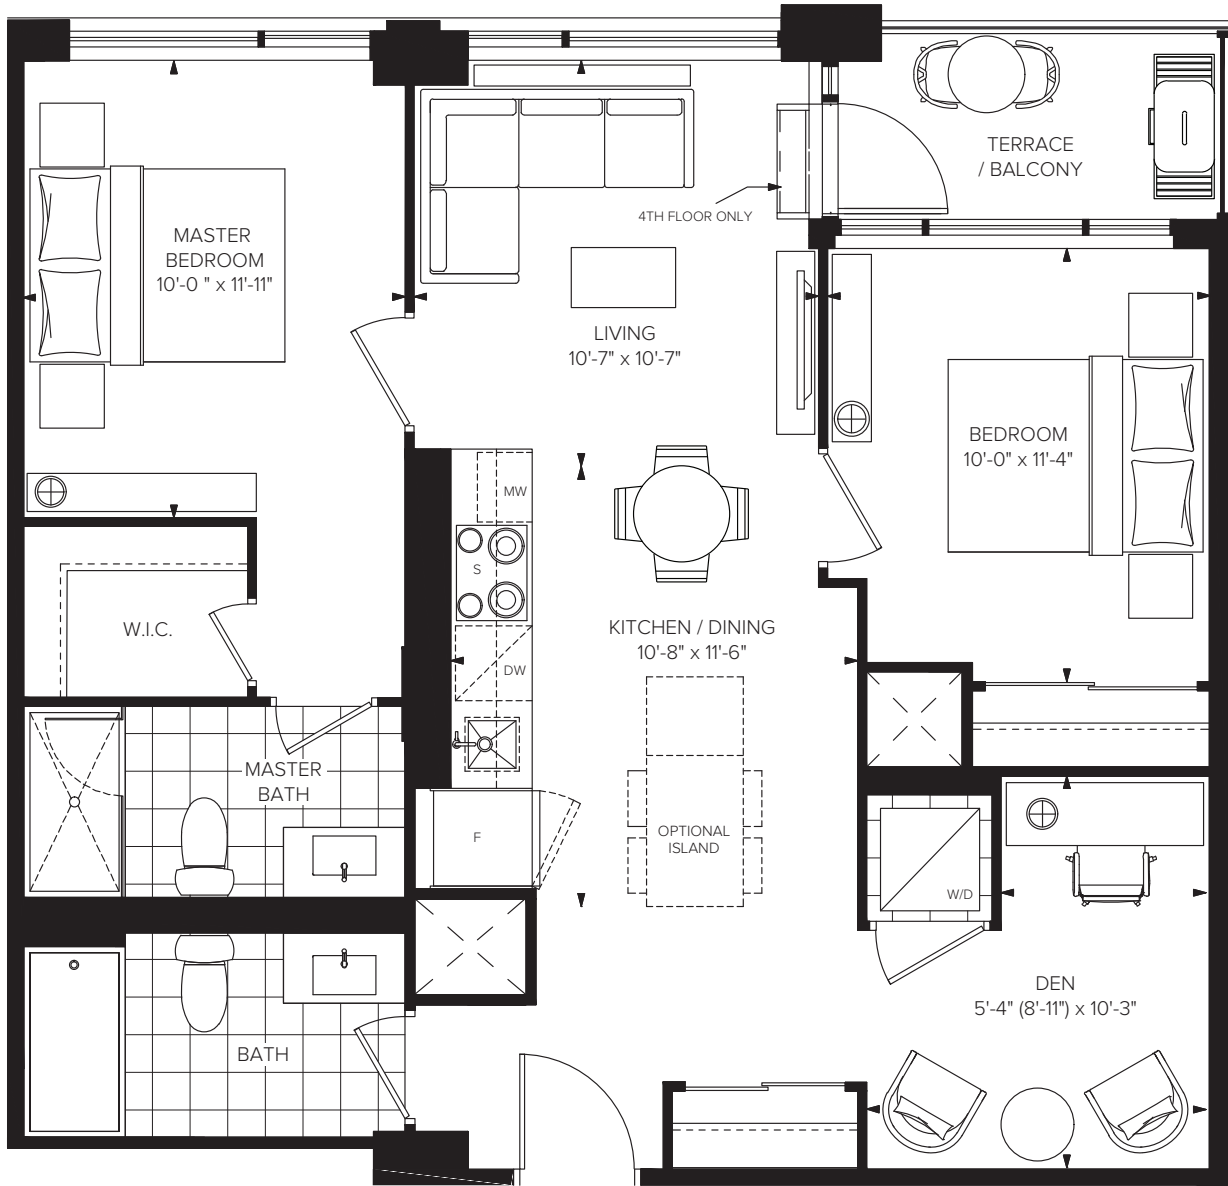 TERRACE
/ BALCONY
4TH FLOOR ONLY
MASTER
BEDROOM
10'-0 " x 11'-11"
LIVING
10'-7" x 10'-7"
BEDROOM
10'-0" x 11'-4"
MW
S
W.I.C.
KITCHEN / DINING
10'-8" x 11'-6"
DW
MASTER
BATH
F
OPTIONAL
ISLAND
W/D
DEN
5'-4" (8'-11") x 10'-3"
BATH